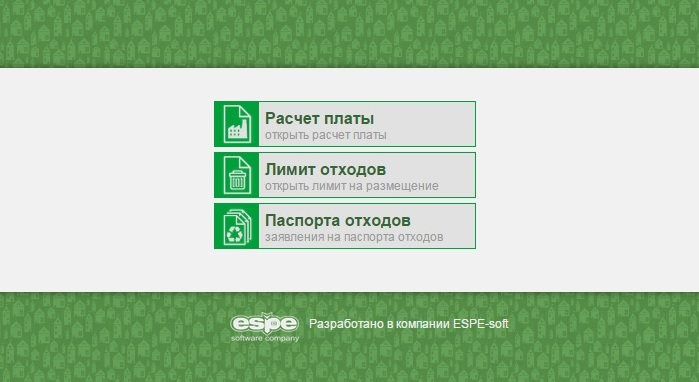 Расчет платы
открыть расчет платы
Лимит отходов
открыть лимит на размещение
Паспорта отходов
заявления на паспорта отходов
espe
software company
Разработано в компании ESPE-soft